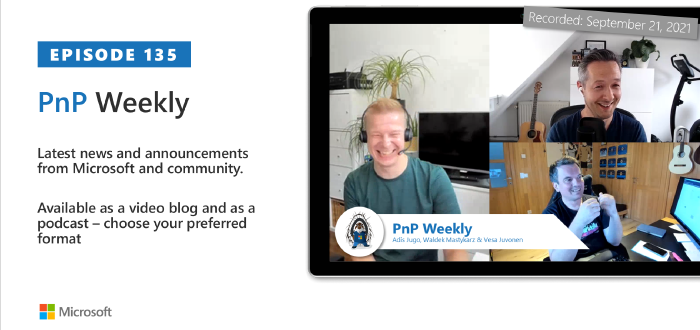 EPISODE 135
PnP Weekly
Latest news and announcements
from Microsoft and community.
Available as a video blog and as a
podcast – choose your preferred
format
Microsoft
Recorded: September 21, 2021
PnP Weekly
Adis Jugo, Waldek Mastykarz & Vesa Juvonen